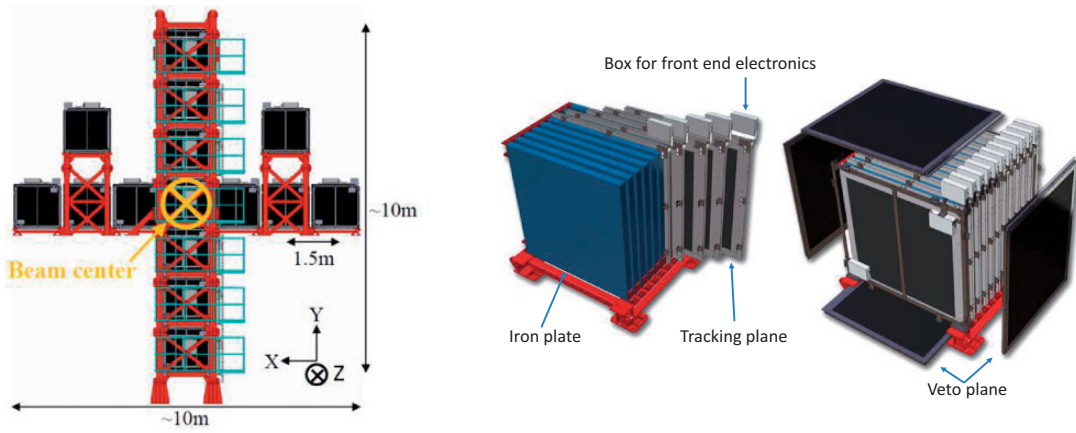 Beam center
~10m
1.5m
Y
X
Z
~10m
Box for front end electronics
Iron plate
Tracking plane
Veto plane